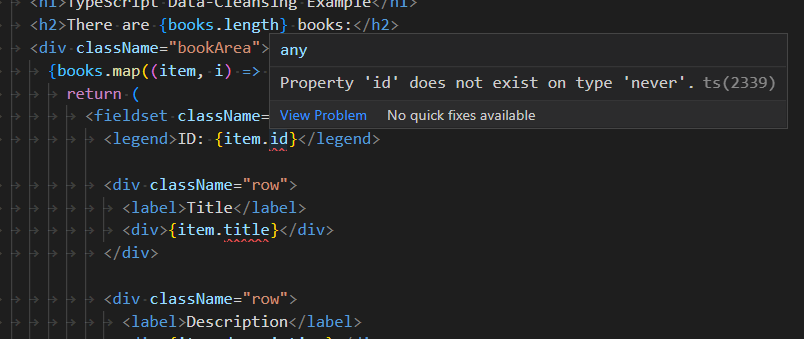 <h1>TypeScript Data-Cleansing Example</h1>
<h2>There are {books.length} books:</h2>
<div className="bookArea">
any
{books.map((item, i) =>
Property 'id' does not exist on type 'never'. ts(2339)
return (
View Problem No quick fixes available
<fieldset className=
<legend>ID: {item.id}</legend>
<div className="row">
<label>Title</label>
<div>{item.title}</div>
</div>
<div className="row">
<label>Description</label>